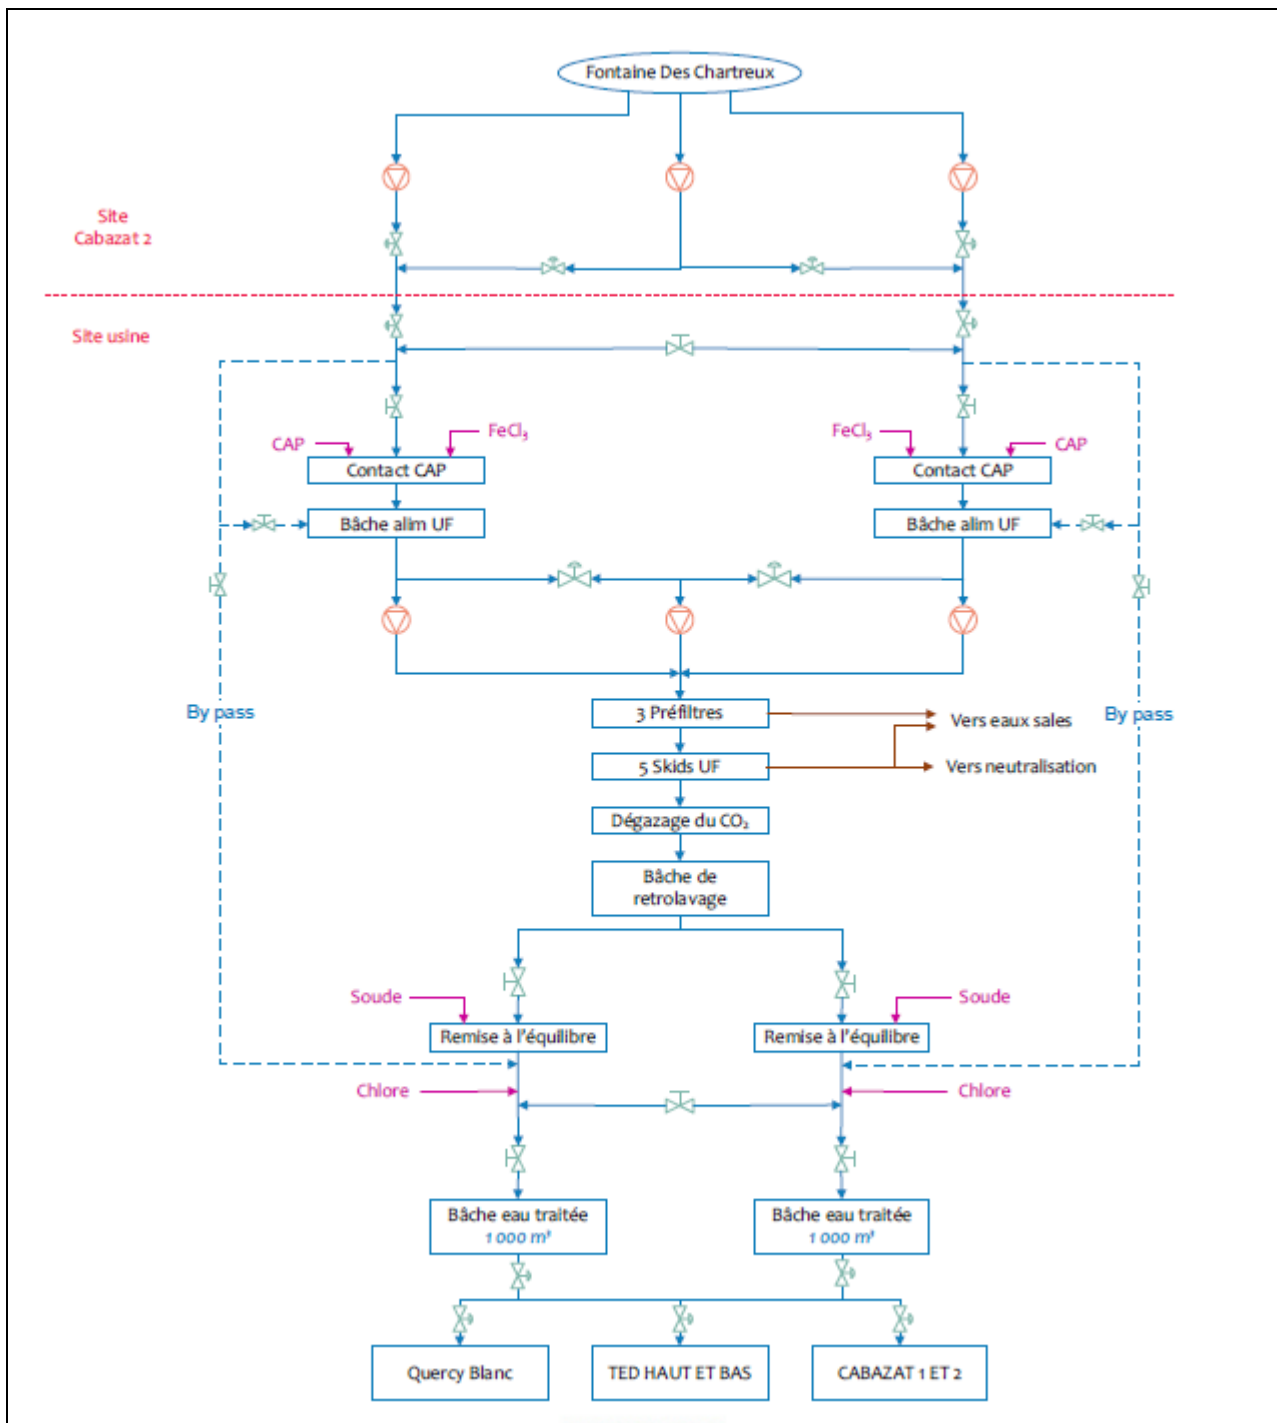 Fontaine Des Chartreux
Site
Cabazat 2
Site usine
CAP
FeCl₃
FeCl₃
CAP
Contact CAP
Contact CAP
Bâche alim UF
Bâche alim UF
By pass
By pass
3 Préfiltres
Vers eaux sales
5 Skids UF
Vers neutralisation
Dégazage du CO₂
Bâche de
retrolavage
Soude
Soude
Remise à l'équilibre
Remise à l'équilibre
Chlore
Chlore
Bâche eau traitée
1 000 m³
Bâche eau traitée
1 000 m³
Quercy Blanc
TED HAUT ET BAS
CABAZAT 1 ET 2